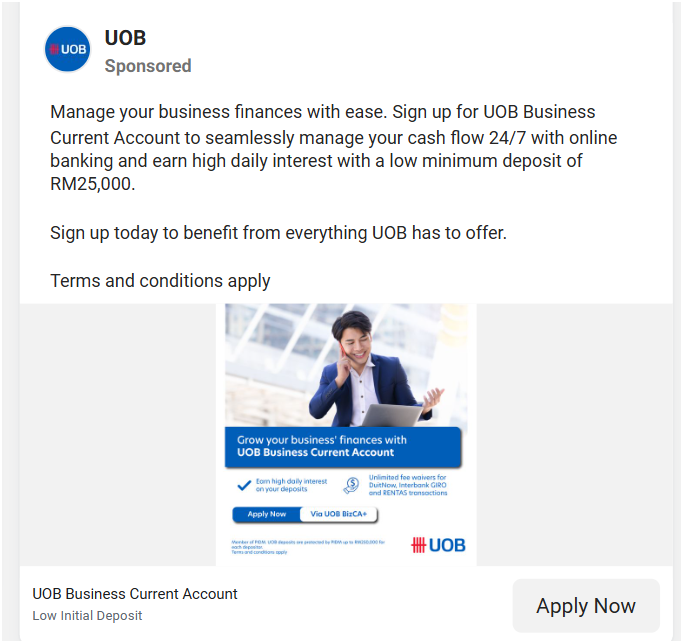 UOB
UOB
Sponsored
Manage your business finances with ease. Sign up for UOB Business
Current Account to seamlessly manage your cash flow 24/7 with online
banking and earn high daily interest with a low minimum deposit of
RM25,000.
Sign up today to benefit from everything UOB has to offer.
Terms and conditions apply
Grow your business' finances with
UOB Business Current Account
Earn high daily interest
on your deposits
Unlimited fee waivers for
DuitNow, Interbank GIRO
and RENTAS transactions
Apply Now
Via UOB BizCA+
Member of PIDM. UOB deposits are protected by PIDM up to RM250,000 for
each depositor
Terms and conditions apply
UOB
UOB Business Current Account
Low Initial Deposit
Apply Now